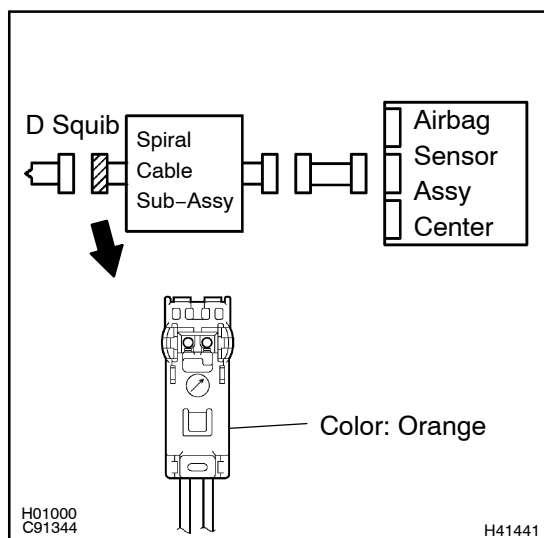 D Squib
Spiral
Cable
Sub−Assy
Airbag
Sensor
Assy
Center
Color: Orange
H01000
C91344
H41441